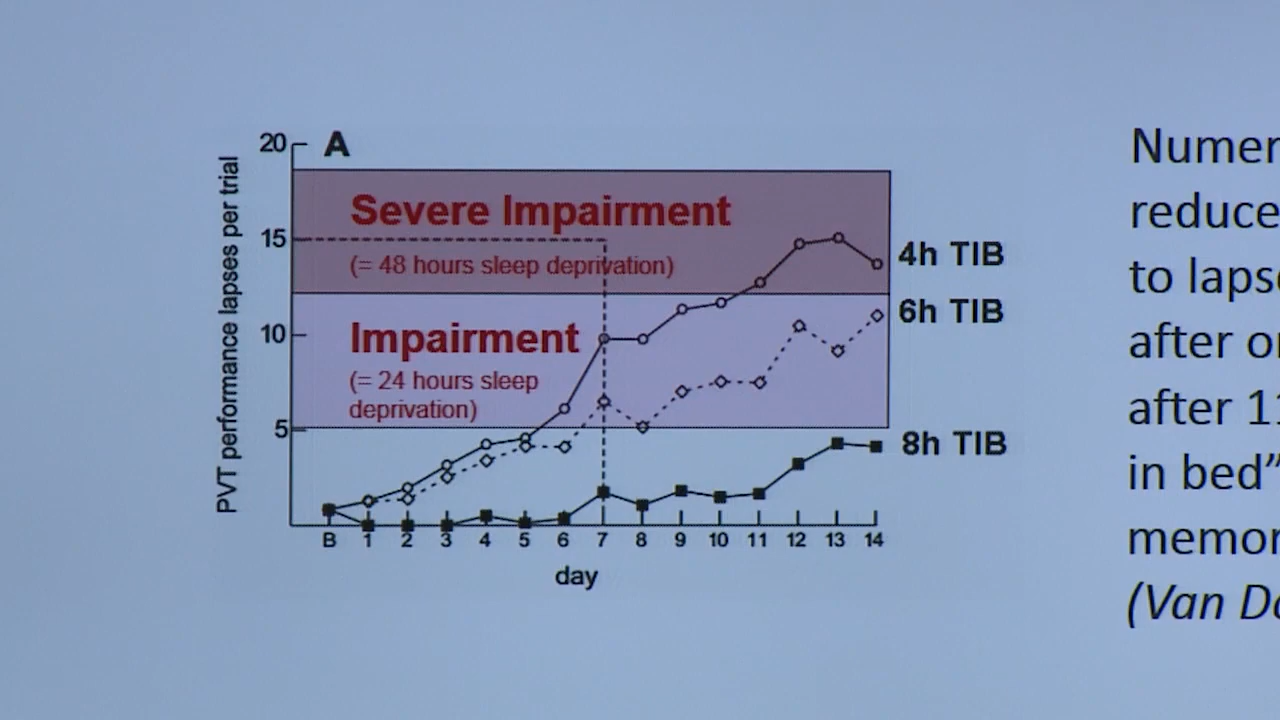 A
20
15
10
5
PVT performance lapses per trial
Severe Impairment
(= 48 hours sleep deprivation)
Impairment
(= 24 hours sleep
deprivation)
4h TIB
6h TIB
8h TIB
B 1 2 3 4 5 6 7 8 9 10 11 12 13 14
day
Numer
reduce
to laps
after
after
in bed”
memor
(Van